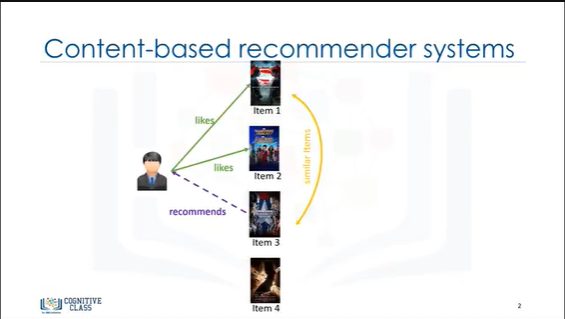 Content-based recommender systems
Item 1
likes
likes
Item 2
similar Items
recommends
Item 3
Item 4
COGNITIVE
CLASS
2